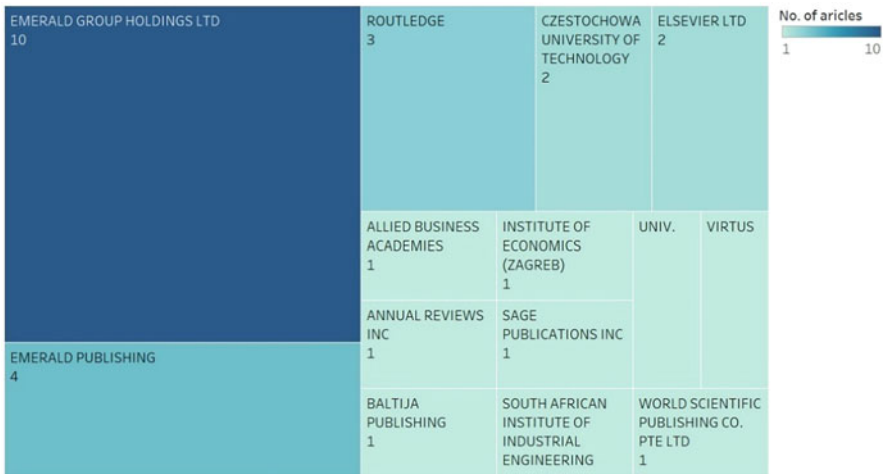 EMERALD GROUP HOLDINGS LTD
10
EMERALD PUBLISHING
4
ROUTLEDGE
3
CZESTOCHOWA
UNIVERSITY OF
TECHNOLOGY
2
ELSEVIER LTD
2
ALLIED BUSINESS
ACADEMIES
1
INSTITUTE OF
ECONOMICS
(ZAGREB)
1
UNIV.
VIRTUS
ANNUAL REVIEWS
INC
1
SAGE
PUBLICATIONS INC
1
BALTIJA
PUBLISHING
1
SOUTH AFRICAN
INSTITUTE OF
INDUSTRIAL
ENGINEERING
WORLD SCIENTIFIC
PUBLISHING CO.
PTE LTD
1
No. of aricles
1 10